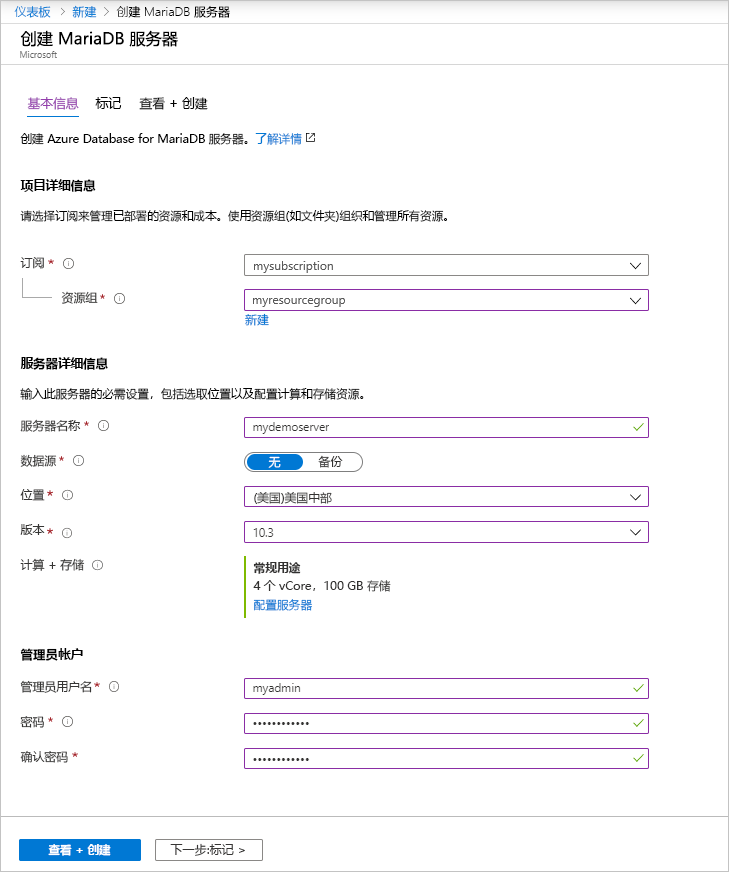 仪表板 > 新建 > 创建 MariaDB 服务器
创建 MariaDB 服务器
Microsoft
基本信息 标记 查看 + 创建
创建 Azure Database for MariaDB 服务器。了解详情
项目详细信息
请选择订阅来管理已部署的资源和成本。使用资源组(如文件夹)组织和管理所有资源。
订阅 * mysubscription
资源组 * myresourcegroup
新建
服务器详细信息
输入此服务器的必需设置，包括选取位置以及配置计算和存储资源。
服务器名称 * mydemoserver
数据源 * 无 备份
位置 * (美国)美国中部
版本 * 10.3
计算 + 存储 常规用途
4 个 vCore，100 GB 存储
配置服务器
管理员帐户
管理员用户名 * myadmin
密码 * ••••••••••••
确认密码 * ••••••••••••
查看 + 创建 下一步:标记 >